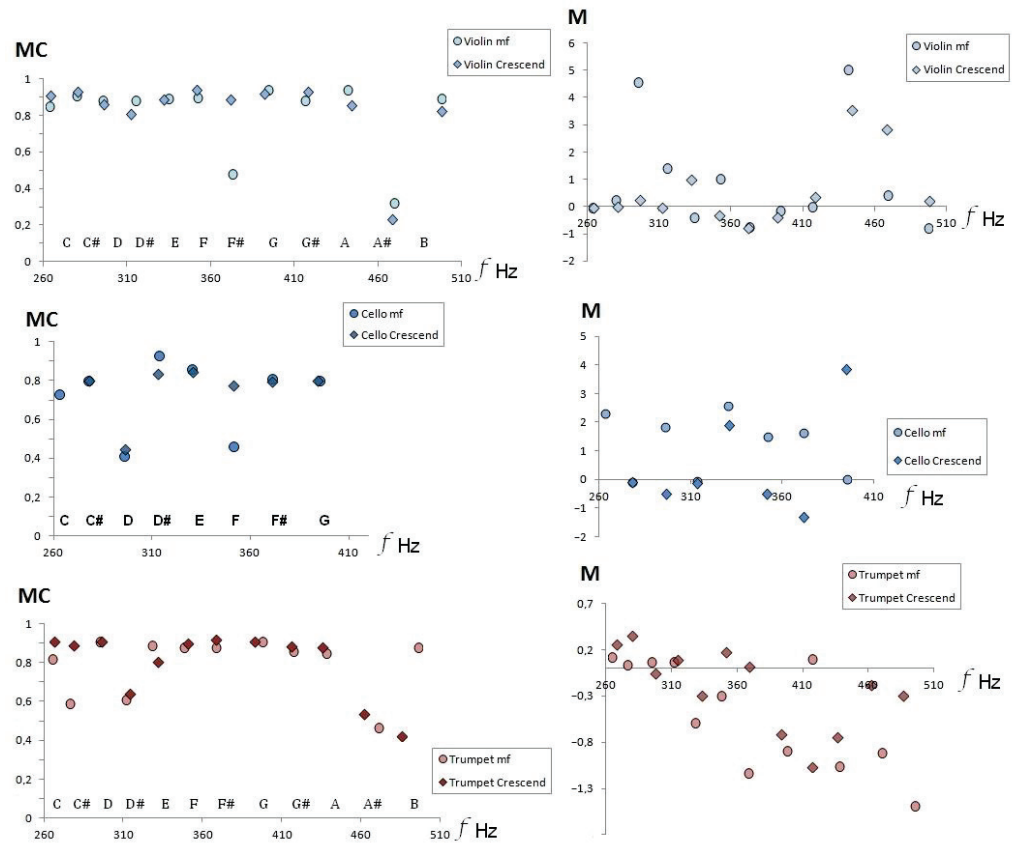 MC
Violin mf
Violin Crescend
1
0,8
0,6
0,4
0,2
0
C C# D D# E F F# G G# A A# B
260 310 360 410 460 510
f Hz
M
Violin mf
Violin Crescend
6
5
4
3
2
1
0
−1
−2
260 310 360 410 460 510
f Hz
MC
Cello mf
Cello Crescend
1
0,8
0,6
0,4
0,2
0
C C# D D# E F F# G
260 310 360 410
f Hz
M
5
4
3
2
1
0
−1
−2
260 310 360 410
Cello mf
Cello Crescend
f Hz
MC
1
0,8
0,6
0,4
0,2
0
Trumpet mf
Trumpet Crescend
C C# D D# E F F# G G# A A# B
260 310 360 410 460 510
f Hz
M
Trumpet mf
Trumpet Crescend
0,7
0,2
−0,3
−0,8
−1,3
260 310 360 410 460 510
f Hz